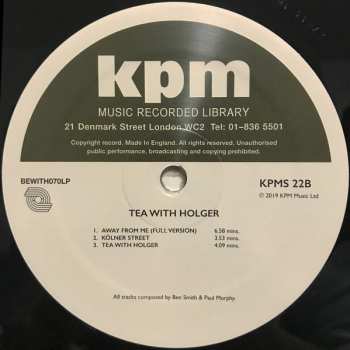 kpm
MUSIC RECORDED LIBRARY
21 Denmark Street London WC2 Tel: 01-836 5501
Copyright record. Made in England. All rights reserved. Unauthorised
public performance, broadcasting and copying prohibited.
BEWITH070LP
KPMS 22B
℗ 2019 KPM Music Ltd
TEA WITH HOLGER
1. AWAY FROM ME (FULL VERSION) 6.58 mins.
2. KÖLNER STREET 2.53 mins.
3. TEA WITH HOLGER 4.09 mins.
All tracks composed by Ben Smith & Paul Murphy